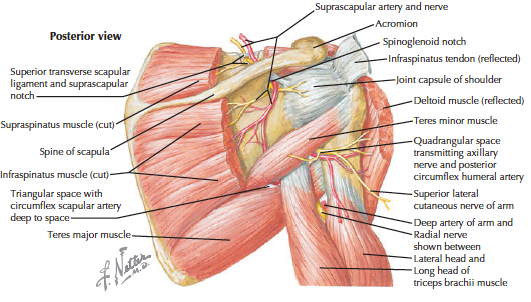 Posterior view
Superior transverse scapular
ligament and suprascapular
notch
Supraspinatus muscle (cut)
Spine of scapula
Infraspinatus muscle (cut)
Triangular space with
circumflex scapular artery
deep to space
Teres major muscle
Suprascapular artery and nerve
Acromion
Spinoglenoid notch
Infraspinatus tendon (reflected)
Joint capsule of shoulder
Deltoid muscle (reflected)
Teres minor muscle
Quadrangular space
transmitting axillary
nerve and posterior
circumflex humeral artery
Superior lateral
cutaneous nerve of arm
Deep artery of arm and
Radial nerve
shown between
Lateral head and
Long head of
triceps brachii muscle
F. Netter
M.D.